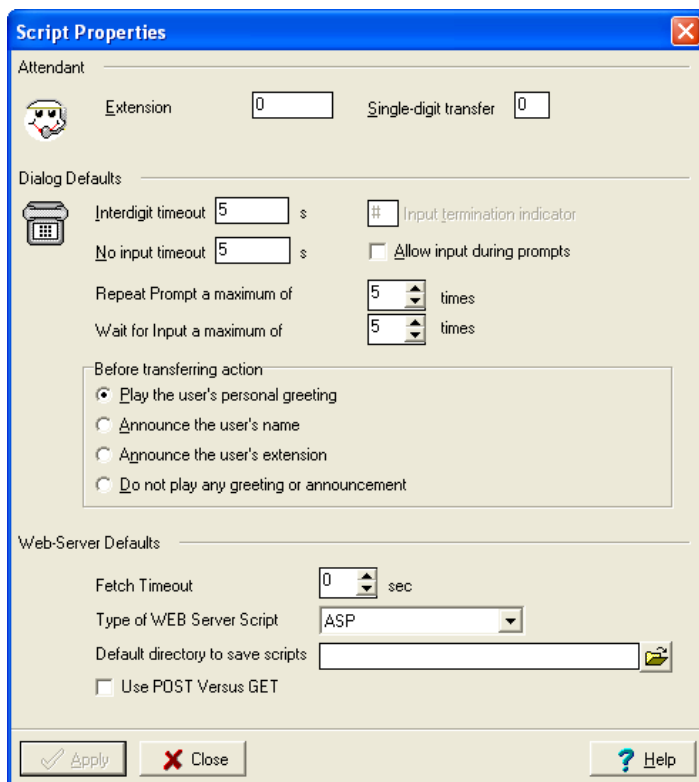 Script Properties
Attendant
Extension 0 Single-digit transfer 0
Dialog Defaults
Interdigit timeout 5 s # Input termination indicator
No input timeout 5 s Allow input during prompts
Repeat Prompt a maximum of 5 times
Wait for Input a maximum of 5 times
Before transferring action
Play the user's personal greeting
Announce the user's name
Announce the user's extension
Do not play any greeting or announcement
Web-Server Defaults
Fetch Timeout 0 sec
Type of WEB Server Script ASP
Default directory to save scripts
Use POST Versus GET
Apply Close ? Help